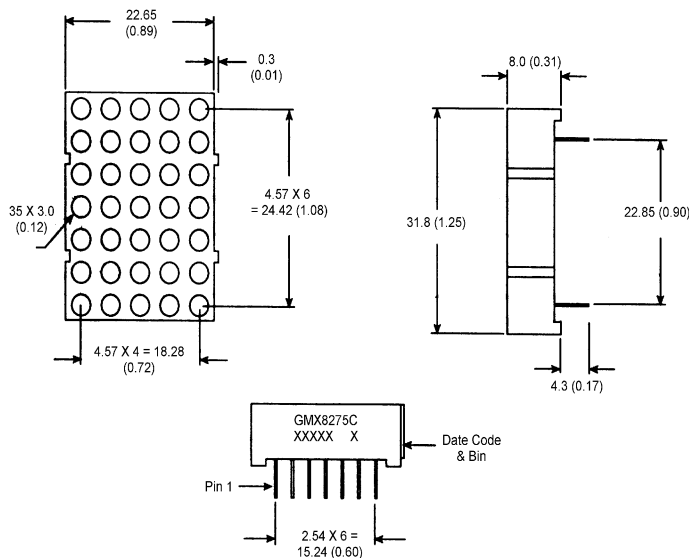 22.65
(0.89)
0.3
(0.01)
8.0 (0.31)
35 X 3.0
(0.12)
4.57 X 6
= 24.42 (1.08)
31.8 (1.25)
22.85 (0.90)
4.57 X 4 = 18.28
(0.72)
4.3 (0.17)
GMX8275C
XXXXX X
Date Code
& Bin
Pin 1
2.54 X 6 =
15.24 (0.60)